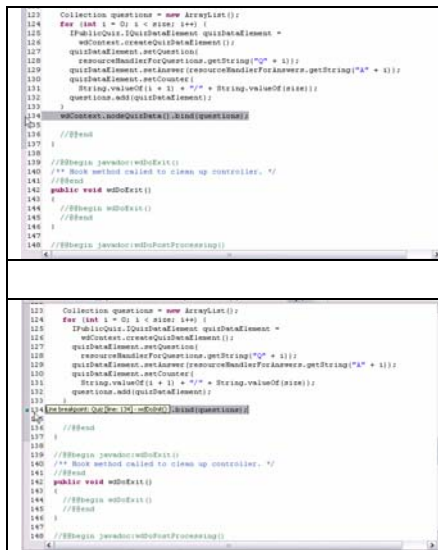 123 Collection questions = new ArrayList();
124 for (int i = 0; i < size; i++) {
125 IPublicQuiz.IQuizDataElement quizDataElement =
126 wdContext.createQuizDataElement();
127 quizDataElement.setQuestion(
128 resourceHandlerForQuestions.getString("Q" + i));
129 quizDataElement.setAnswer(resourceHandlerForAnswers.getString("A" + i));
130 quizDataElement.setCounter(
131 String.valueOf(i + 1) + "/" + String.valueOf(size));
132 questions.add(quizDataElement);
133 }
134 wdContext.nodeQuizData().bind(questions);
135
136 //@@end
137 }
138
139 //@@begin javadoc:wdDoExit()
140 /** Hook method called to clean up controller. */
141 //@@end
142 public void wdDoExit()
143 {
144 //@@begin wdDoExit()
145 //@@end
146 }
147
148 //@@begin javadoc:wdDoPostProcessing()
123 Collection questions = new ArrayList();
124 for (int i = 0; i < size; i++) {
125 IPublicQuiz.IQuizDataElement quizDataElement =
126 wdContext.createQuizDataElement();
127 quizDataElement.setQuestion(
128 resourceHandlerForQuestions.getString("Q" + i));
129 quizDataElement.setAnswer(resourceHandlerForAnswers.getString("A" + i));
130 quizDataElement.setCounter(
131 String.valueOf(i + 1) + "/" + String.valueOf(size));
132 questions.add(quizDataElement);
133 }
134 Line breakpoint: Quiz [line: 134] - wdDoInit() .bind(questions);
136 //@@end
137 }
138
139 //@@begin javadoc:wdDoExit()
140 /** Hook method called to clean up controller. */
141 //@@end
142 public void wdDoExit()
143 {
144 //@@begin wdDoExit()
145 //@@end
146 }
147
148 //@@begin javadoc:wdDoPostProcessing()